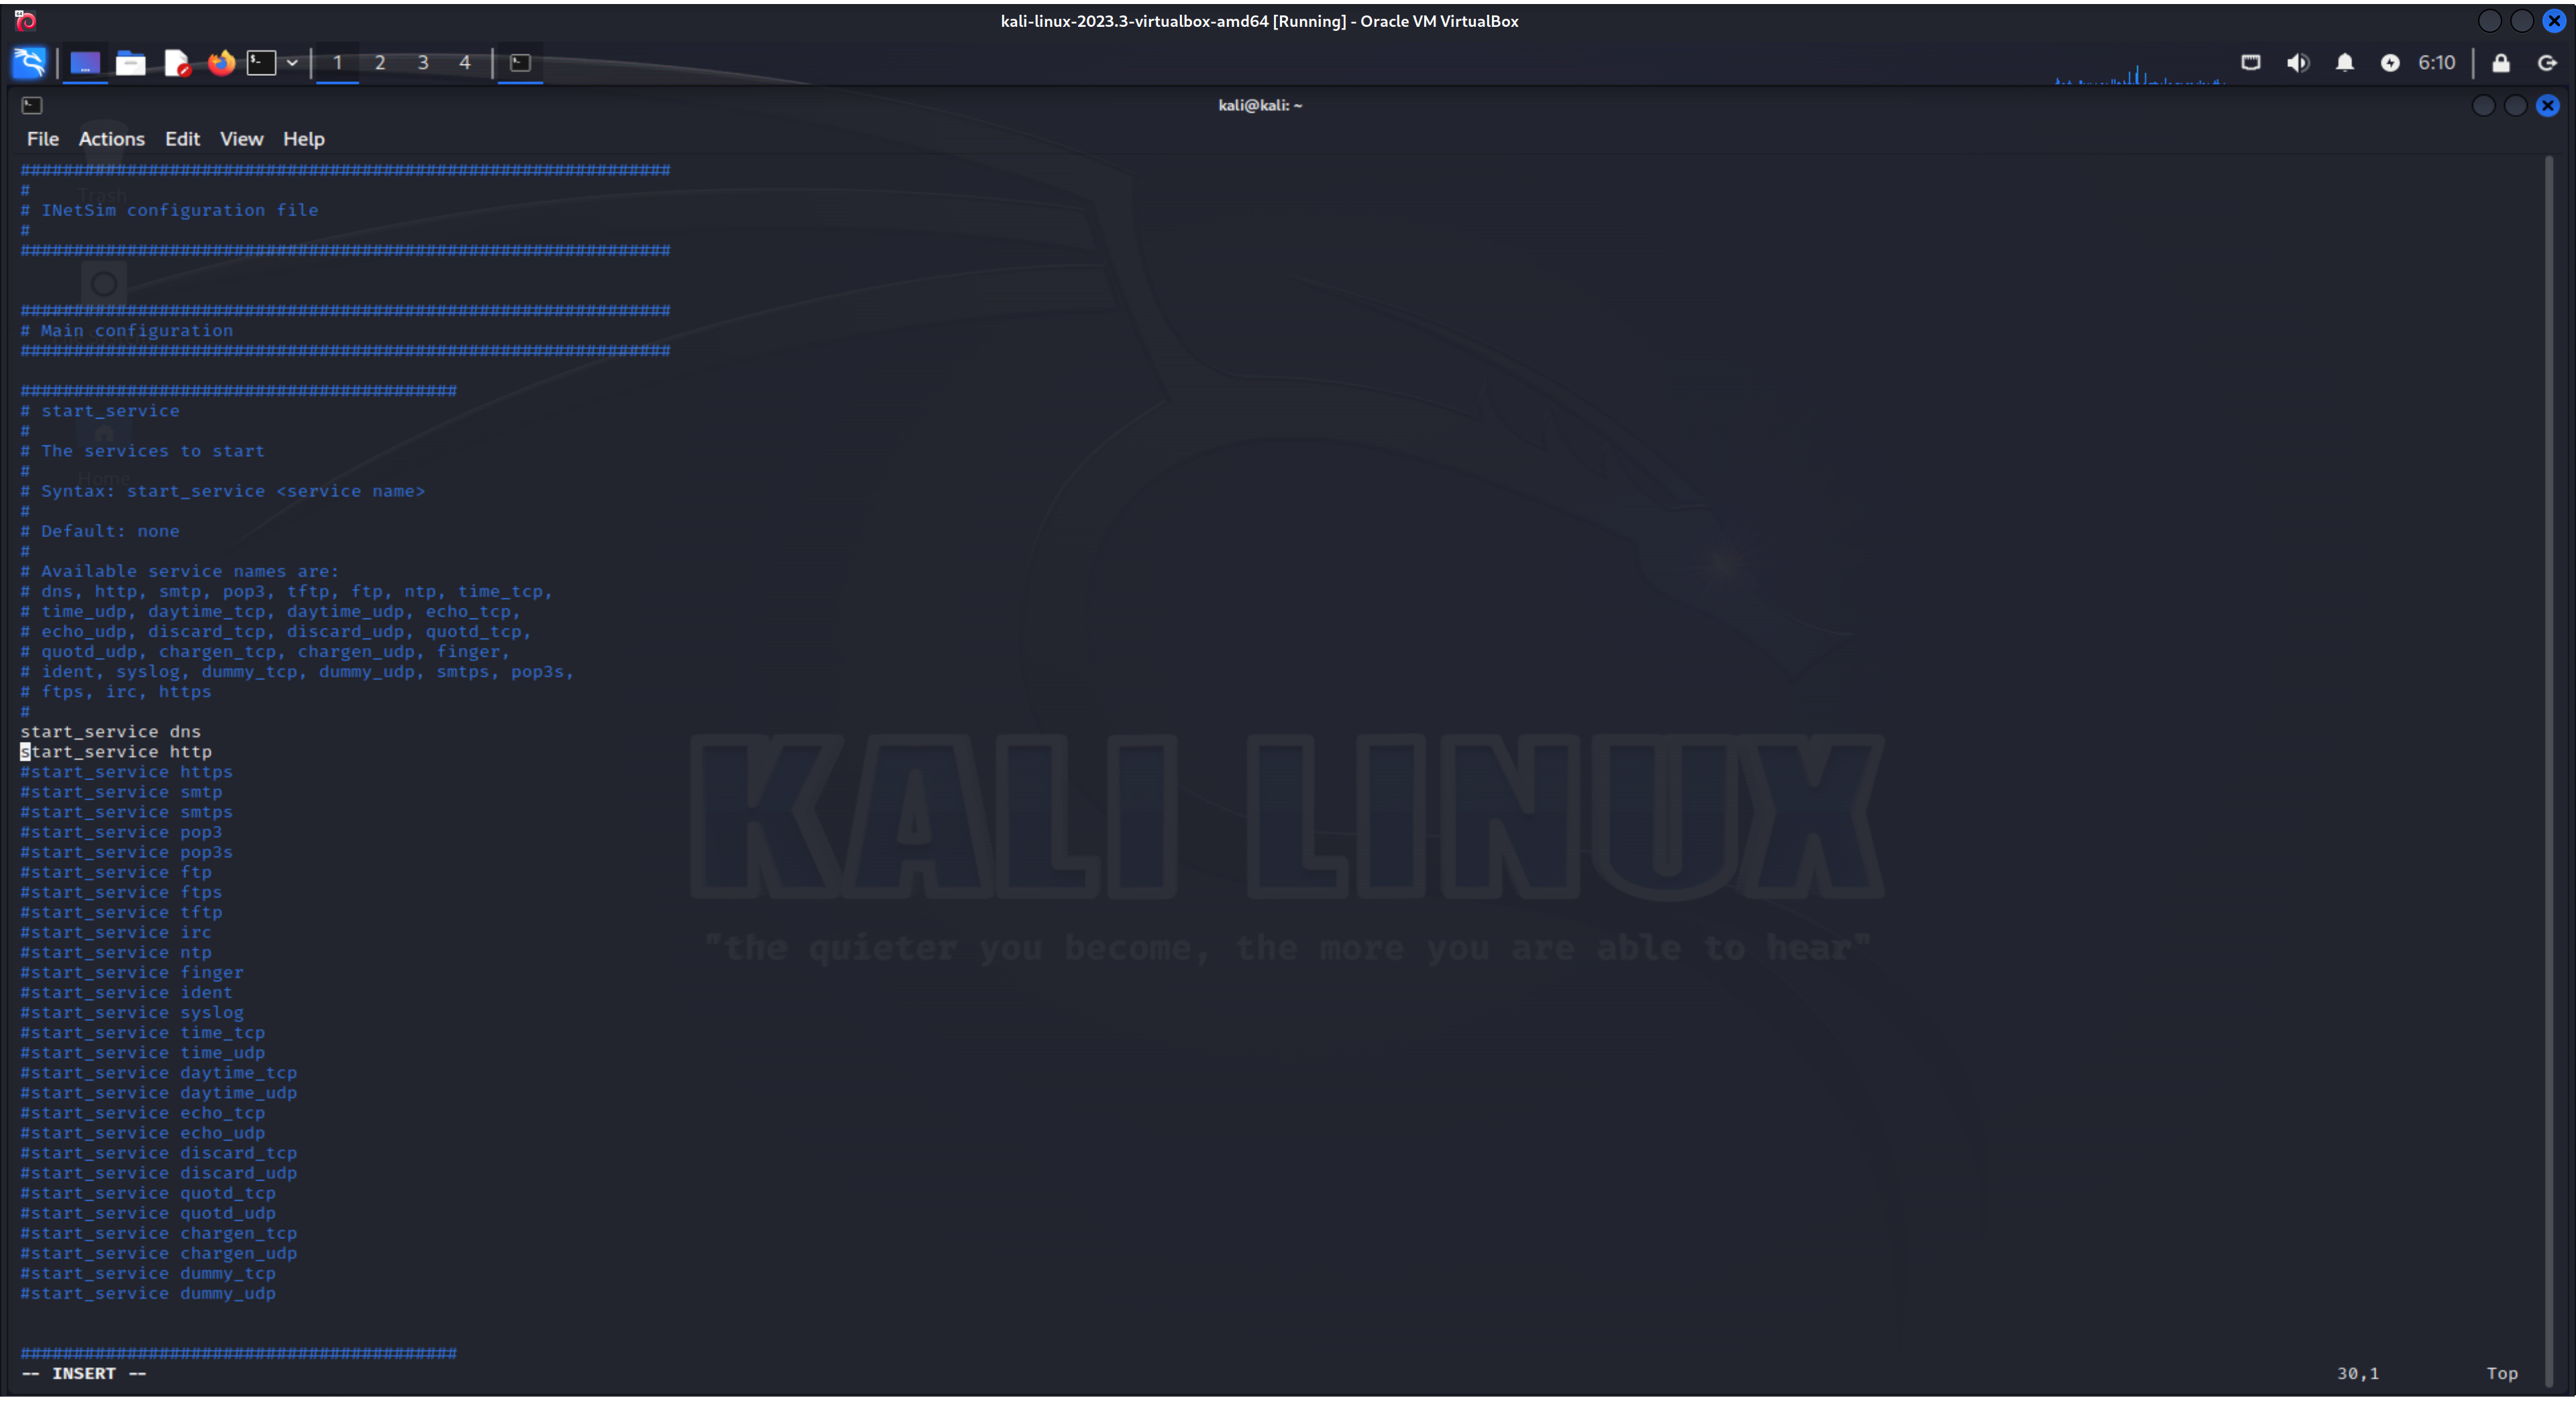 kali-linux-2023.3-virtualbox-amd64 [Running] - Oracle VM VirtualBox
1 2 3 4 6:10
kali@kali: ~
File Actions Edit View Help
#############################################################
#
# INetSim configuration file
#
#############################################################
#############################################################
# Main configuration
#############################################################
#########################################
# start_service
#
# The services to start
#
# Syntax: start_service <service name>
#
# Default: none
#
# Available service names are:
# dns, http, smtp, pop3, tftp, ftp, ntp, time_tcp,
# time_udp, daytime_tcp, daytime_udp, echo_tcp,
# echo_udp, discard_tcp, discard_udp, quotd_tcp,
# quotd_udp, chargen_tcp, chargen_udp, finger,
# ident, syslog, dummy_tcp, dummy_udp, smtps, pop3s,
# ftps, irc, https
#
start_service dns
start_service http
#start_service https
#start_service smtp
#start_service smtps
#start_service pop3
#start_service pop3s
#start_service ftp
#start_service ftps
#start_service tftp
#start_service irc
#start_service ntp
#start_service finger
#start_service ident
#start_service syslog
#start_service time_tcp
#start_service time_udp
#start_service daytime_tcp
#start_service daytime_udp
#start_service echo_tcp
#start_service echo_udp
#start_service discard_tcp
#start_service discard_udp
#start_service quotd_tcp
#start_service quotd_udp
#start_service chargen_tcp
#start_service chargen_udp
#start_service dummy_tcp
#start_service dummy_udp
#########################################
-- INSERT -- 30,1 Top
Trash
Home
KALI LINUX
"the quieter you become, the more you are able to hear"